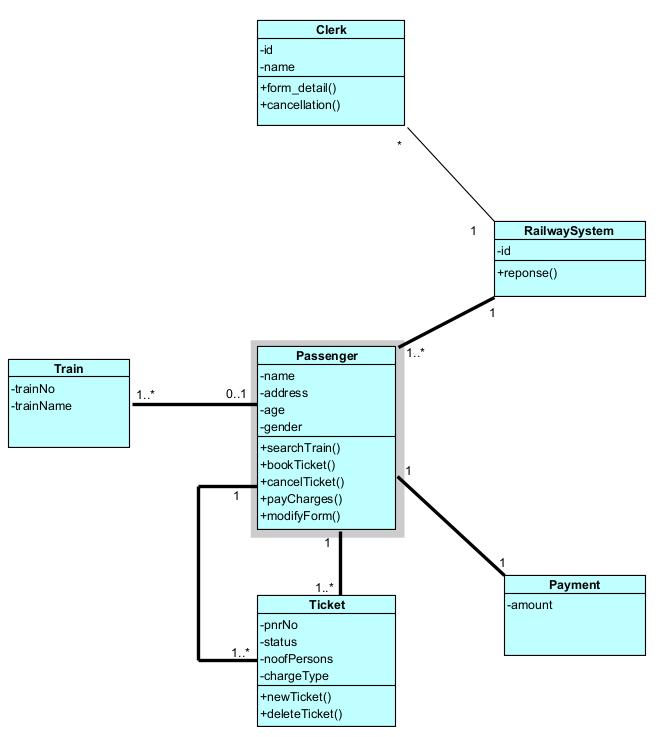 Clerk
-id
-name
+form_detail()
+cancellation()
*
1
RailwaySystem
-id
+reponse()
1
1..*
Train
-trainNo
-trainName
1..*
0..1
Passenger
-name
-address
-age
-gender
+searchTrain()
+bookTicket()
+cancelTicket()
+payCharges()
+modifyForm()
1
1
1
1
1..*
1..*
Payment
-amount
Ticket
-pnrNo
-status
-noofPersons
-chargeType
+newTicket()
+deleteTicket()